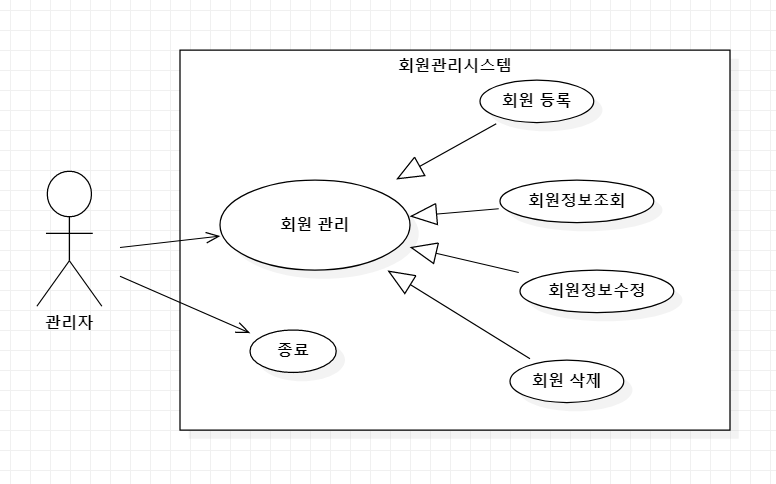 회원관리시스템
회원 등록
회원정보조회
회원 관리
회원정보수정
관리자
종료
회원 삭제